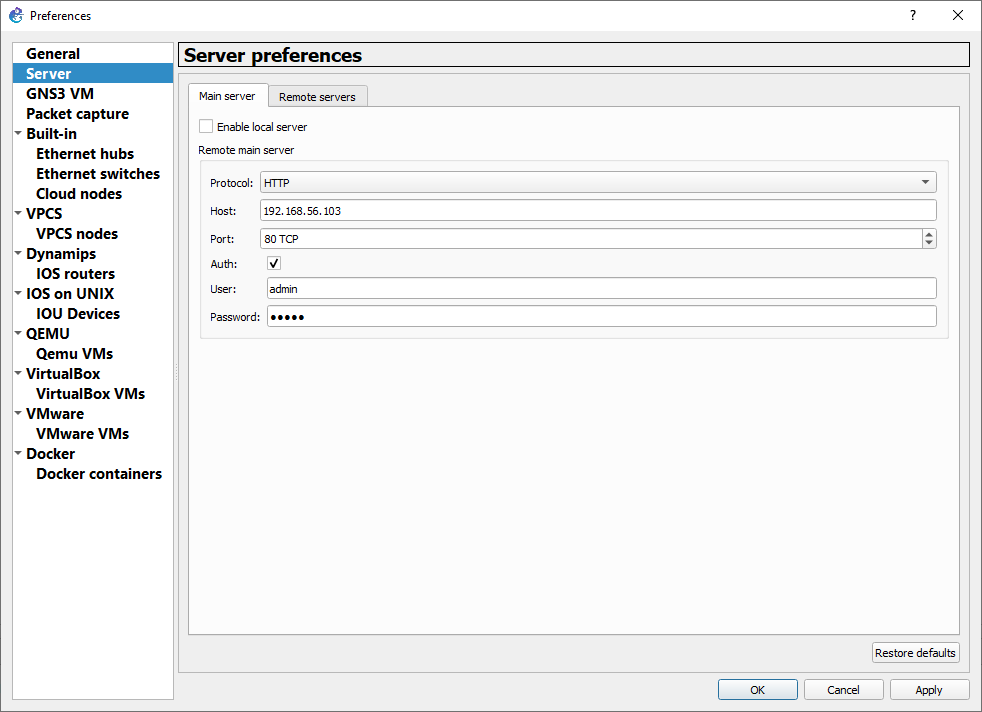 Preferences
?
General
Server
GNS3 VM
Packet capture
Built-in
Ethernet hubs
Ethernet switches
Cloud nodes
VPCS
VPCS nodes
Dynamips
IOS routers
IOS on UNIX
IOU Devices
QEMU
Qemu VMs
VirtualBox
VirtualBox VMs
VMware
VMware VMs
Docker
Docker containers
Server preferences
Main server
Remote servers
Enable local server
Remote main server
Protocol: HTTP
Host: 192.168.56.103
Port: 80 TCP
Auth:
User: admin
Password: ●●●●●
Restore defaults
OK
Cancel
Apply